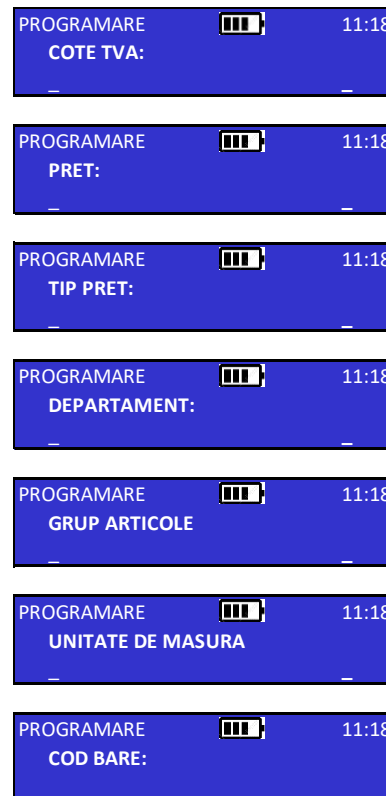 PROGRAMARE 11:18
COTE TVA:
_ _
PROGRAMARE 11:18
PRET:
_ _
PROGRAMARE 11:18
TIP PRET:
_ _
PROGRAMARE 11:18
DEPARTAMENT:
_ _
PROGRAMARE 11:18
GRUP ARTICOLE
_ _
PROGRAMARE 11:18
UNITATE DE MASURA
_ _
PROGRAMARE 11:18
COD BARE: